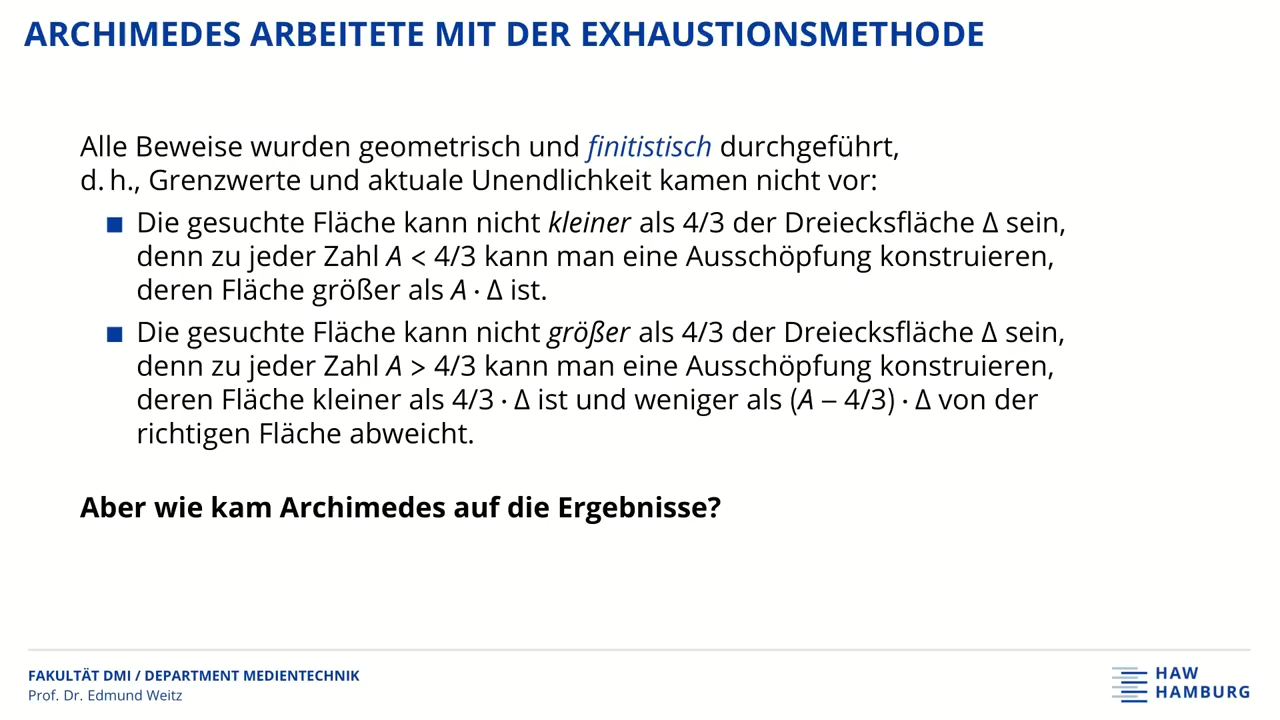 ARCHIMEDES ARBEITETE MIT DER EXHAUSTIONSMETHODE
Alle Beweise wurden geometrisch und finitistisch durchgeführt,
d. h., Grenzwerte und aktuale Unendlichkeit kamen nicht vor:
■ Die gesuchte Fläche kann nicht kleiner als 4/3 der Dreiecksfläche Δ sein,
denn zu jeder Zahl A < 4/3 kann man eine Ausschöpfung konstruieren,
deren Fläche größer als A · Δ ist.
■ Die gesuchte Fläche kann nicht größer als 4/3 der Dreiecksfläche Δ sein,
denn zu jeder Zahl A > 4/3 kann man eine Ausschöpfung konstruieren,
deren Fläche kleiner als 4/3 · Δ ist und weniger als (A − 4/3) · Δ von der
richtigen Fläche abweicht.
Aber wie kam Archimedes auf die Ergebnisse?
FAKULTÄT DMI / DEPARTMENT MEDIENTECHNIK
Prof. Dr. Edmund Weitz
HAW
HAMBURG